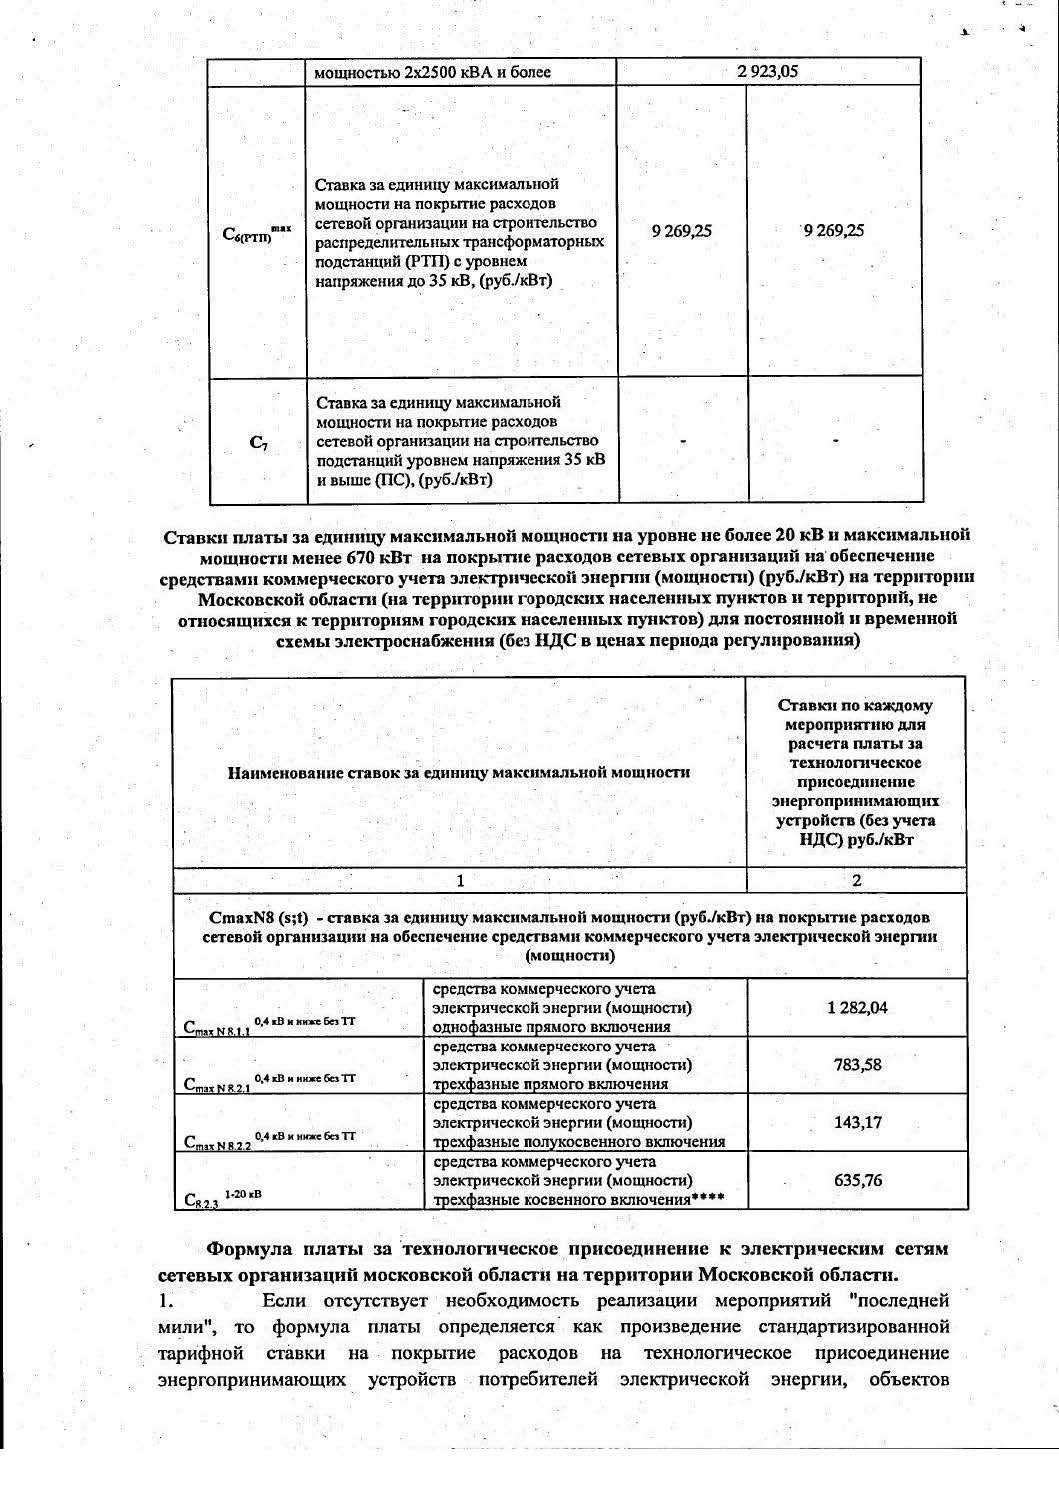 мощностью 2х2500 кВА и более 2 923,05
Ставка за единицу максимальной
мощности на покрытие расходов
сетевой организации на строительство
распределительных трансформаторных
подстанций (РТП) с уровнем
напряжения до 35 кВ, (руб./кВт)
C6(РТП)max 9 269,25 9 269,25
Ставка за единицу максимальной
мощности на покрытие расходов
сетевой организации на строительство
подстанций уровнем напряжения 35 кВ
и выше (ПС), (руб./кВт)
C7 - -
Ставки платы за единицу максимальной мощности на уровне не более 20 кВ и максимальной
мощности менее 670 кВт на покрытие расходов сетевых организаций на обеспечение
средствами коммерческого учета электрической энергии (мощности) (руб./кВт) на территории
Московской области (на территории городских населенных пунктов и территорий, не
относящихся к территориям городских населенных пунктов) для постоянной и временной
схемы электроснабжения (без НДС в ценах периода регулирования)
Наименование ставок за единицу максимальной мощности
Ставки по каждому
мероприятию для
расчета платы за
технологическое
присоединение
энергопринимающих
устройств (без учета
НДС) руб./кВт
1 2
CmaxN8 (s;t) - ставка за единицу максимальной мощности (руб./кВт) на покрытие расходов
сетевой организации на обеспечение средствами коммерческого учета электрической энергии
(мощности)
C max N 8.1.1 0,4 кВ и ниже без ТТ
средства коммерческого учета
электрической энергии (мощности)
однофазные прямого включения
1 282,04
C max N 8.2.1 0,4 кВ и ниже без ТТ
средства коммерческого учета
электрической энергии (мощности)
трехфазные прямого включения
783,58
C max N 8.2.2 0,4 кВ и ниже без ТТ
средства коммерческого учета
электрической энергии (мощности)
трехфазные полукосвенного включения
143,17
C8.2.3 1-20 кВ
средства коммерческого учета
электрической энергии (мощности)
трехфазные косвенного включения****
635,76
Формула платы за технологическое присоединение к электрическим сетям
сетевых организаций московской области на территории Московской области.
1. Если отсутствует необходимость реализации мероприятий "последней
мили", то формула платы определяется как произведение стандартизированной
тарифной ставки на покрытие расходов на технологическое присоединение
энергопринимающих устройств потребителей электрической энергии, объектов